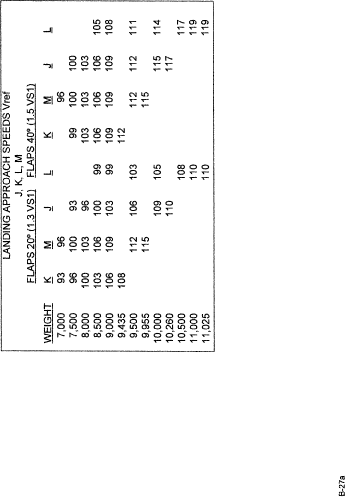 LANDING APPROACH SPEEDS Vref
J, K, L, M
FLAPS 20° (1.3 VS1) FLAPS 40° (1.5 VS1)
WEIGHT K M J L K M J L
7,000 93 96 96
7,500 96 100 93 99 100 100
8,000 100 103 96 103 103 103
8,500 103 106 100 99 106 106 106 105
9,000 106 109 103 99 109 109 109 108
9,435 108 112
9,500 112 106 103 112 112 111
9,955 115 115
10,000 109 105 115 114
10,260 110 117
10,500 108 117
11,000 110 119
11,025 110 119
B-27a